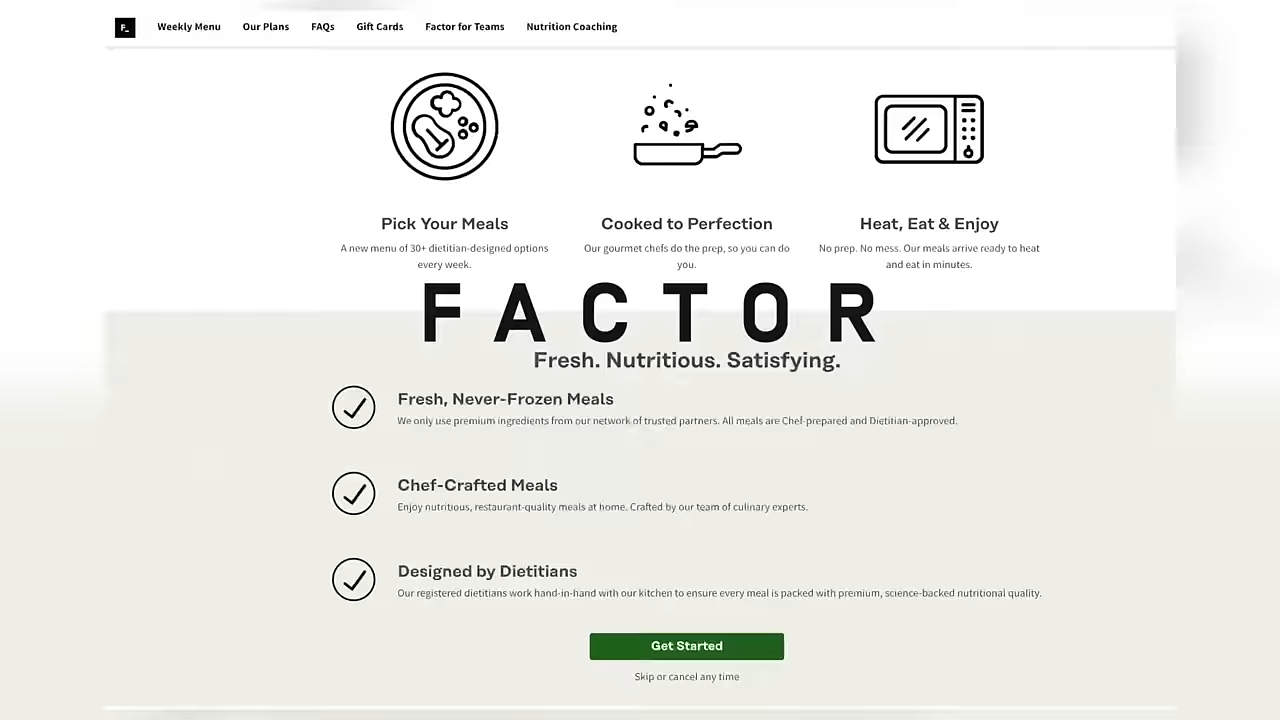 F_ Weekly Menu Our Plans FAQs Gift Cards Factor for Teams Nutrition Coaching
Pick Your Meals
A new menu of 30+ dietitian-designed options
every week.
Cooked to Perfection
Our gourmet chefs do the prep, so you can do
you.
Heat, Eat & Enjoy
No prep. No mess. Our meals arrive ready to heat
and eat in minutes.
FACTOR
Fresh. Nutritious. Satisfying.
Fresh, Never-Frozen Meals
We only use premium ingredients from our network of trusted partners. All meals are Chef-prepared and Dietitian-approved.
Chef-Crafted Meals
Enjoy nutritious, restaurant-quality meals at home. Crafted by our team of culinary experts.
Designed by Dietitians
Our registered dietitians work hand-in-hand with our kitchen to ensure every meal is packed with premium, science-backed nutritional quality.
Get Started
Skip or cancel any time